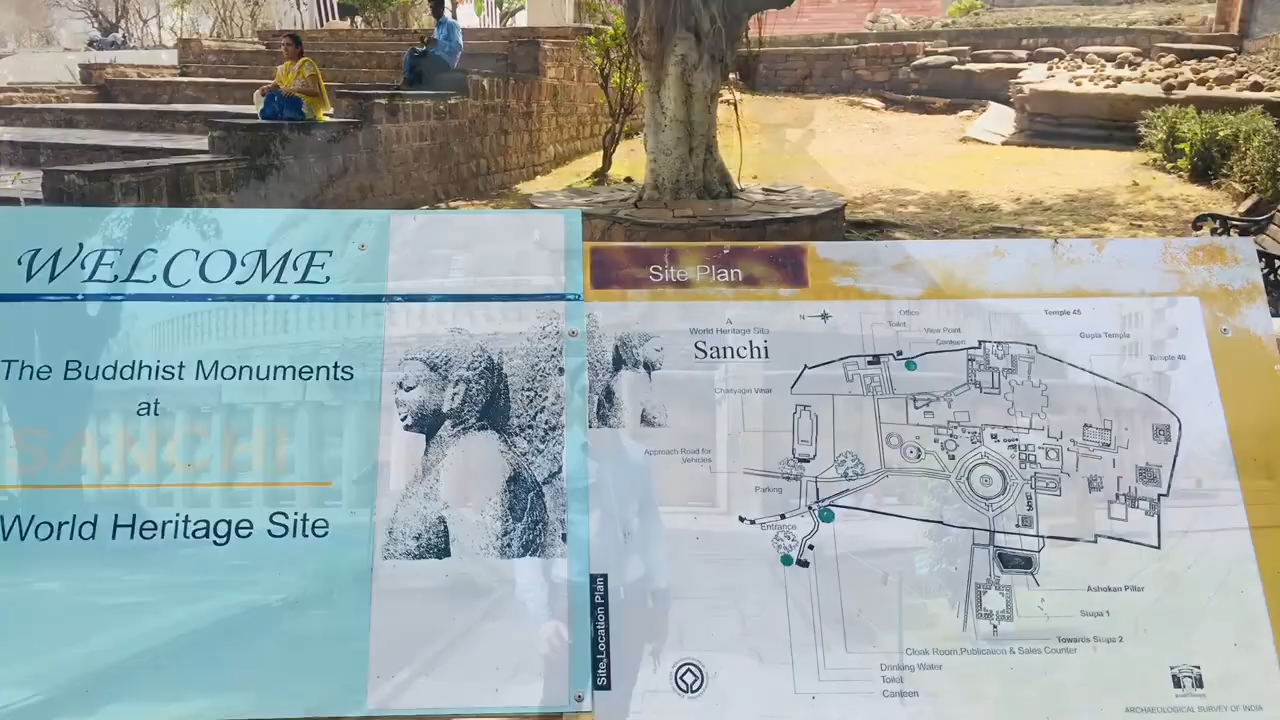 WELCOME
The Buddhist Monuments
at
SANCHI
World Heritage Site
Site Plan
A
World Heritage Site
Sanchi
N
Office
Toilet
View Point
Canteen
Temple 45
Gupta Temple
Temple 40
Chaityagiri Vihar
Approach Road for
Vehicles
Parking
Entrance
Ashokan Pillar
Stupa 1
Towards Stupa 2
Cloak Room,Publication & Sales Counter
Drinking Water
Toilet
Canteen
Site Location Plan
ARCHAEOLOGICAL SURVEY OF INDIA